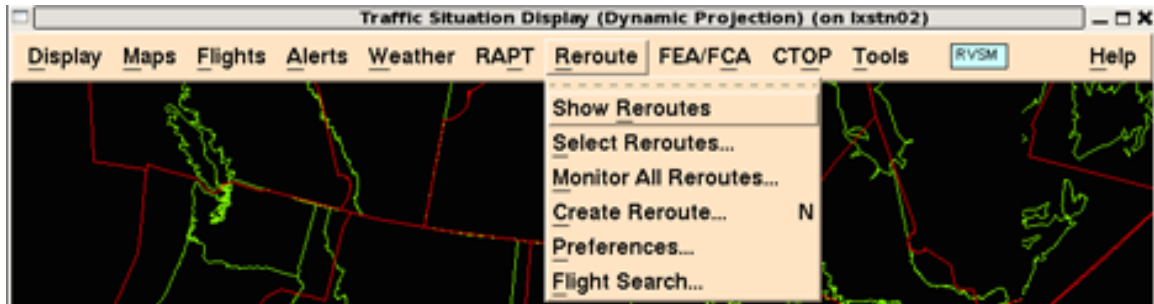 Traffic Situation Display (Dynamic Projection) (on lxstn02)
Display Maps Flights Alerts Weather RAPT Reroute FEA/FCA CTOP Tools RVSM Help
Show Reroutes
Select Reroutes...
Monitor All Reroutes...
Create Reroute... N
Preferences...
Flight Search...